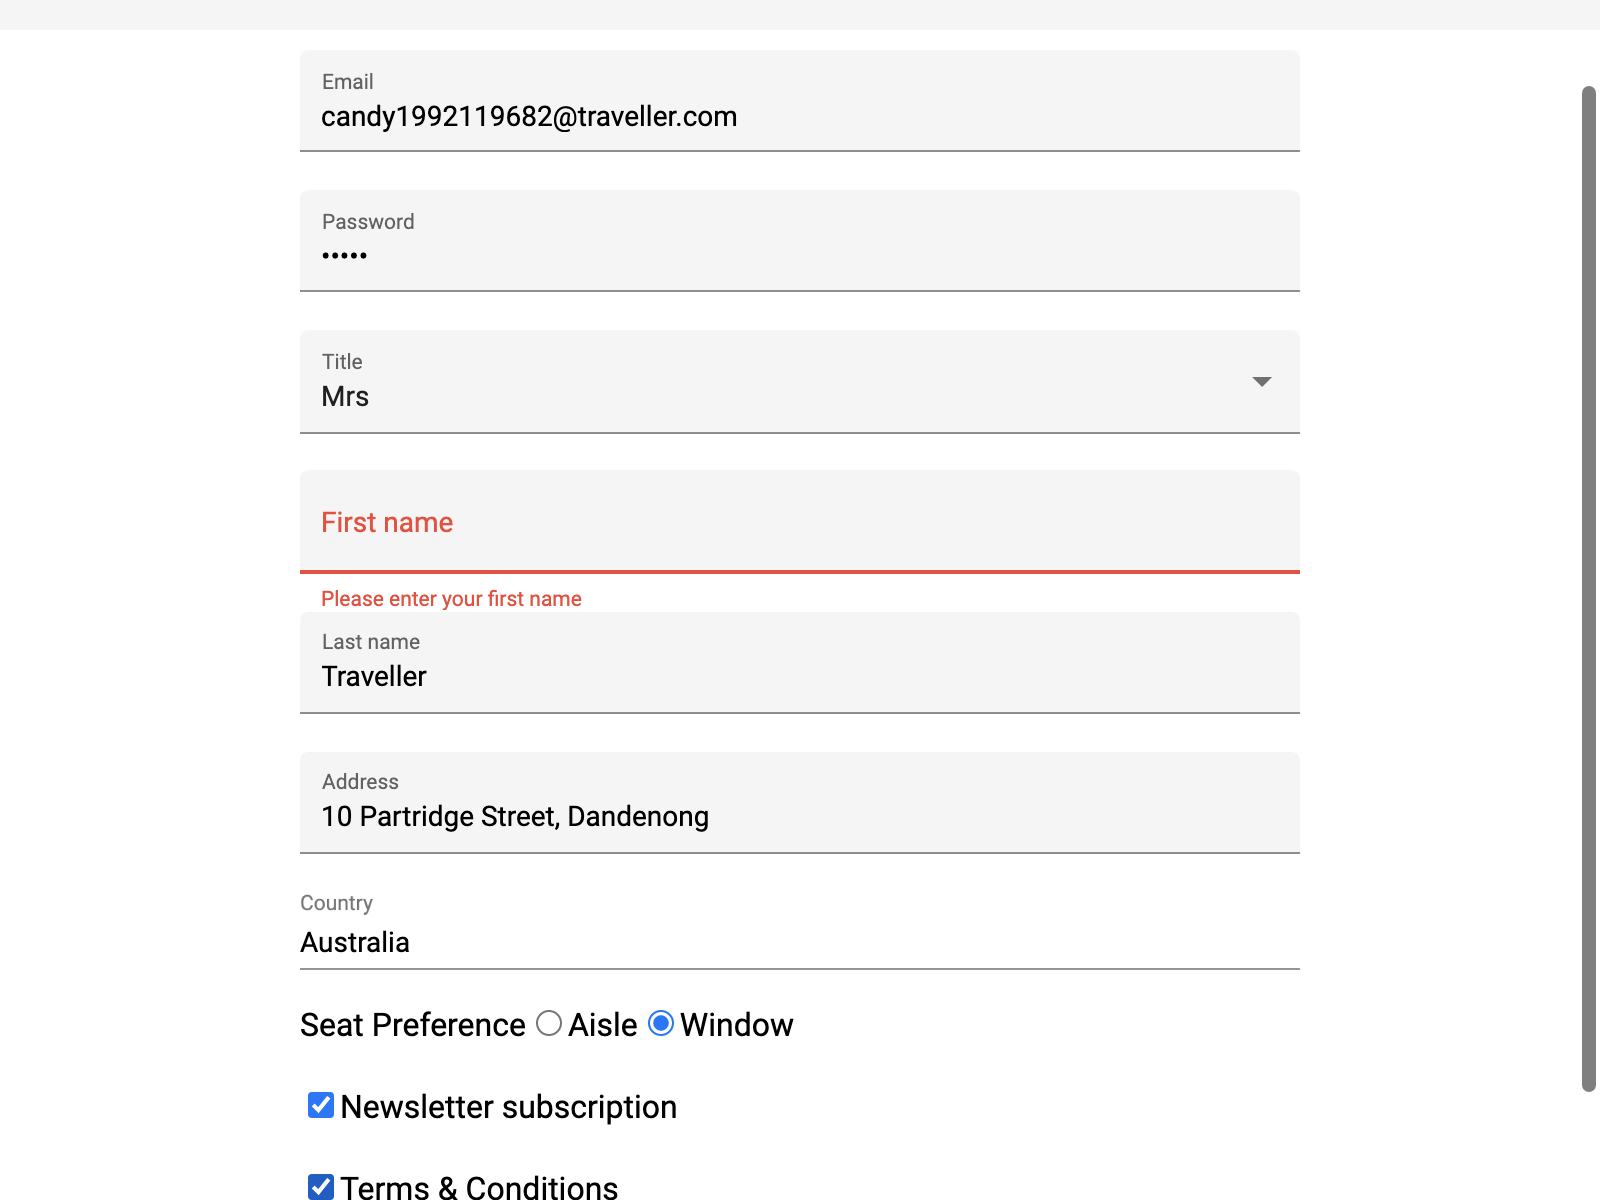 Email
candy1992119682@traveller.com
Password
•••••
Title
Mrs
First name
Please enter your first name
Last name
Traveller
Address
10 Partridge Street, Dandenong
Country
Australia
Seat Preference Aisle Window
Newsletter subscription
Terms & Conditions